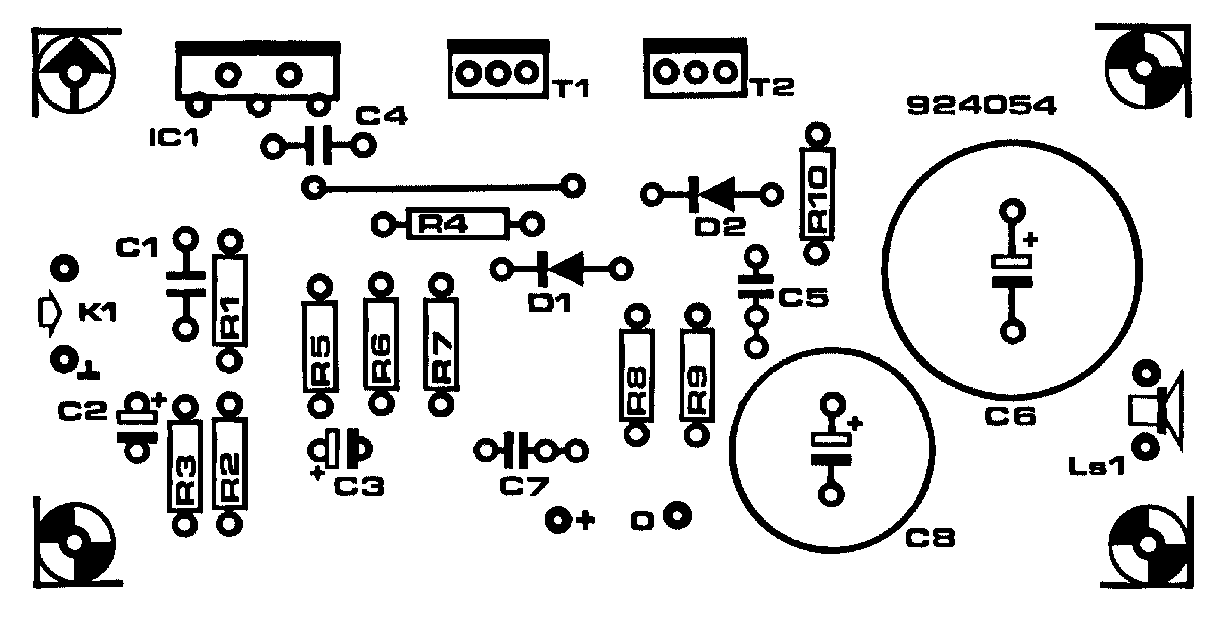 T1
T2
924054
C4
IC1
R10
R4
D2
C1
D1
C5
K1
R1
R5
R6
R7
R8
R9
C2
C6
+
+
+
R3
R2
+
C3
C7
Ls1
+
0
C8